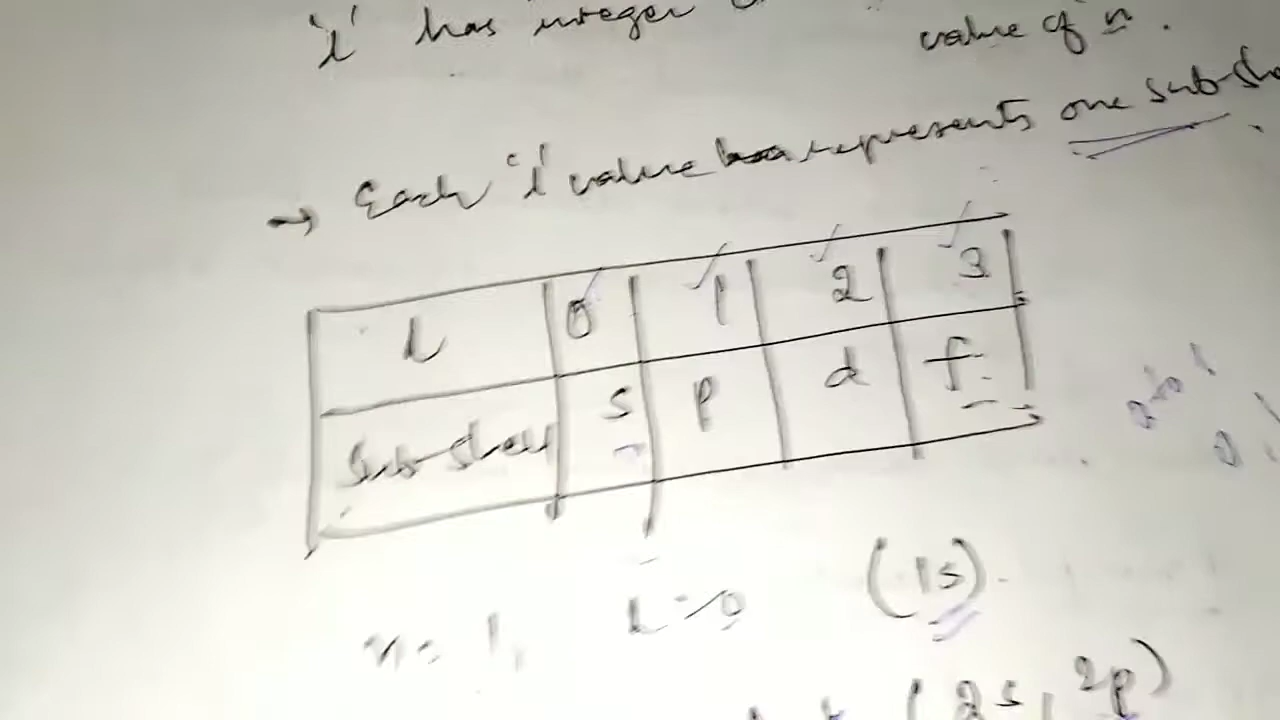 'l' has integer
value of n.
→ Each 'l' value represents one sub-
l 0 1 2 3
Sub-shell s p d f
n = 1, l = 0 (1s)
(2s, 2p)